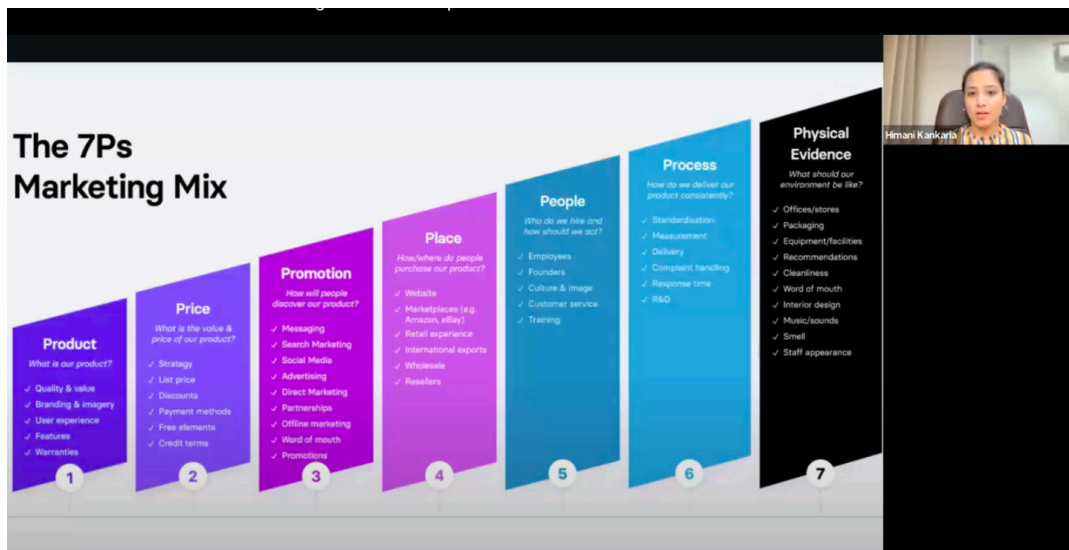 The 7Ps
Marketing Mix
Product
What is our product?
✓ Quality & value
✓ Branding & imagery
✓ User experience
✓ Features
✓ Warranties
1
Price
What is the value &
price of our product?
✓ Strategy
✓ List price
✓ Discounts
✓ Payment methods
✓ Free elements
✓ Credit terms
2
Promotion
How will people
discover our product?
✓ Messaging
✓ Search Marketing
✓ Social Media
✓ Advertising
✓ Direct Marketing
✓ Partnerships
✓ Offline marketing
✓ Word of mouth
✓ Promotions
3
Place
How/where do people
purchase our product?
✓ Website
✓ Marketplaces (e.g.
Amazon, eBay)
✓ Retail experience
✓ International exports
✓ Wholesale
✓ Resellers
4
People
Who do we hire and
how should we act?
✓ Employees
✓ Founders
✓ Culture & image
✓ Customer service
✓ Training
5
Process
How do we deliver our
product consistently?
✓ Standardisation
✓ Measurement
✓ Delivery
✓ Complaint handling
✓ Response time
✓ R&D
6
Physical
Evidence
What should our
environment be like?
✓ Offices/stores
✓ Packaging
✓ Equipment/facilities
✓ Recommendations
✓ Cleanliness
✓ Word of mouth
✓ Interior design
✓ Music/sounds
✓ Smell
✓ Staff appearance
7
Himani Kankaria